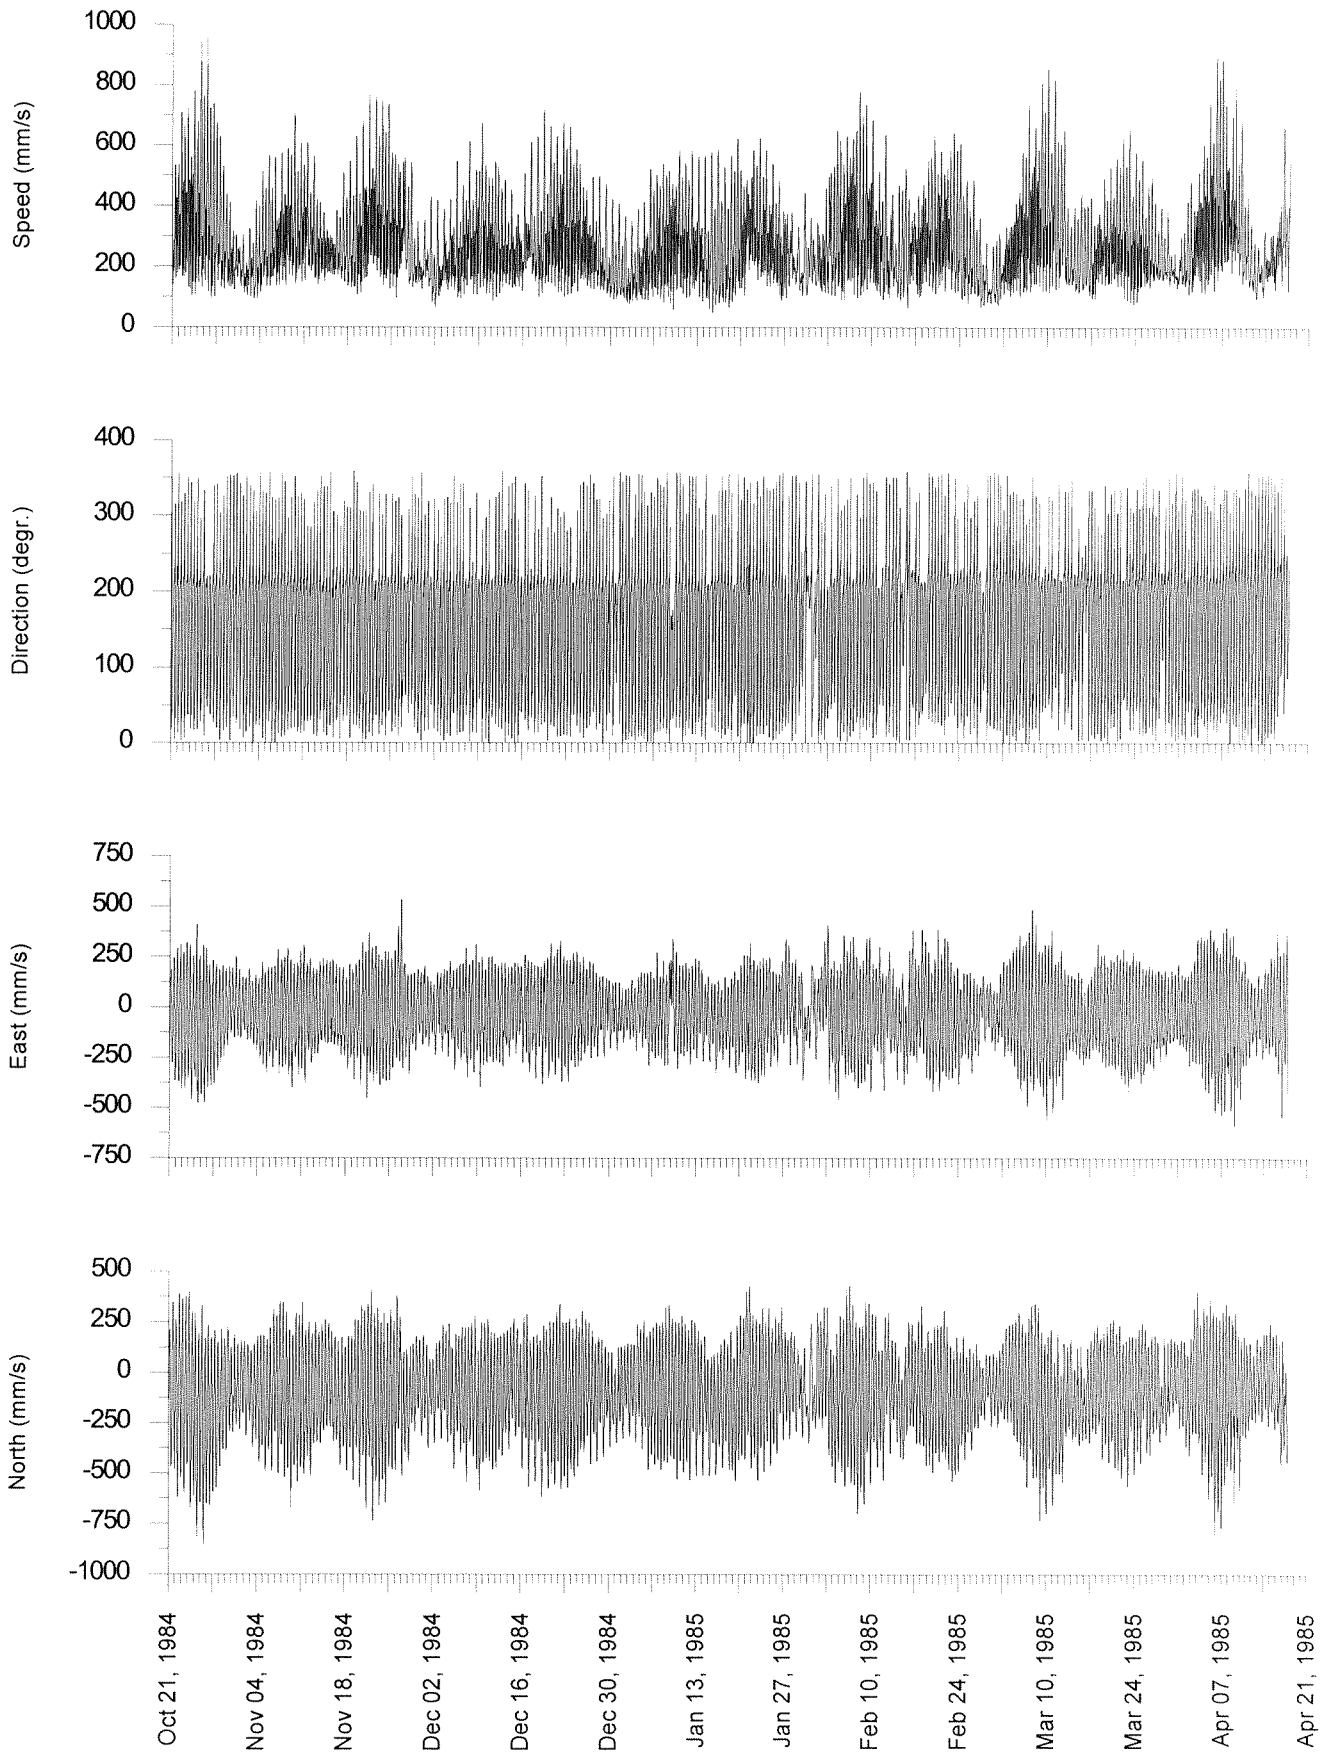 1000
800
600
400
200
0
Speed (mm/s)
400
300
200
100
0
Direction (degr.)
750
500
250
0
-250
-500
-750
East (mm/s)
500
250
0
-250
-500
-750
-1000
North (mm/s)
Oct 21, 1984
Nov 04, 1984
Nov 18, 1984
Dec 02, 1984
Dec 16, 1984
Dec 30, 1984
Jan 13, 1985
Jan 27, 1985
Feb 10, 1985
Feb 24, 1985
Mar 10, 1985
Mar 24, 1985
Apr 07, 1985
Apr 21, 1985